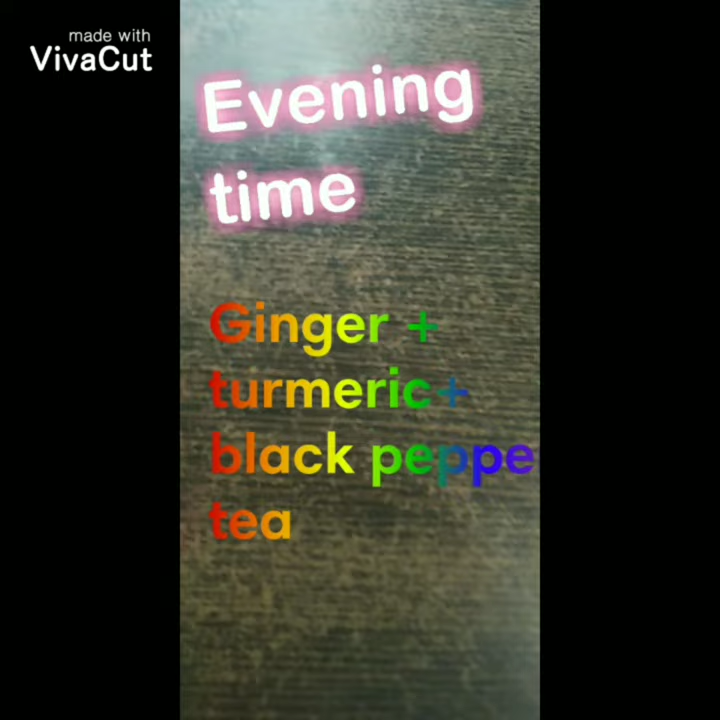 made with
VivaCut
Evening
time
Ginger +
turmeric+
black peppe
tea